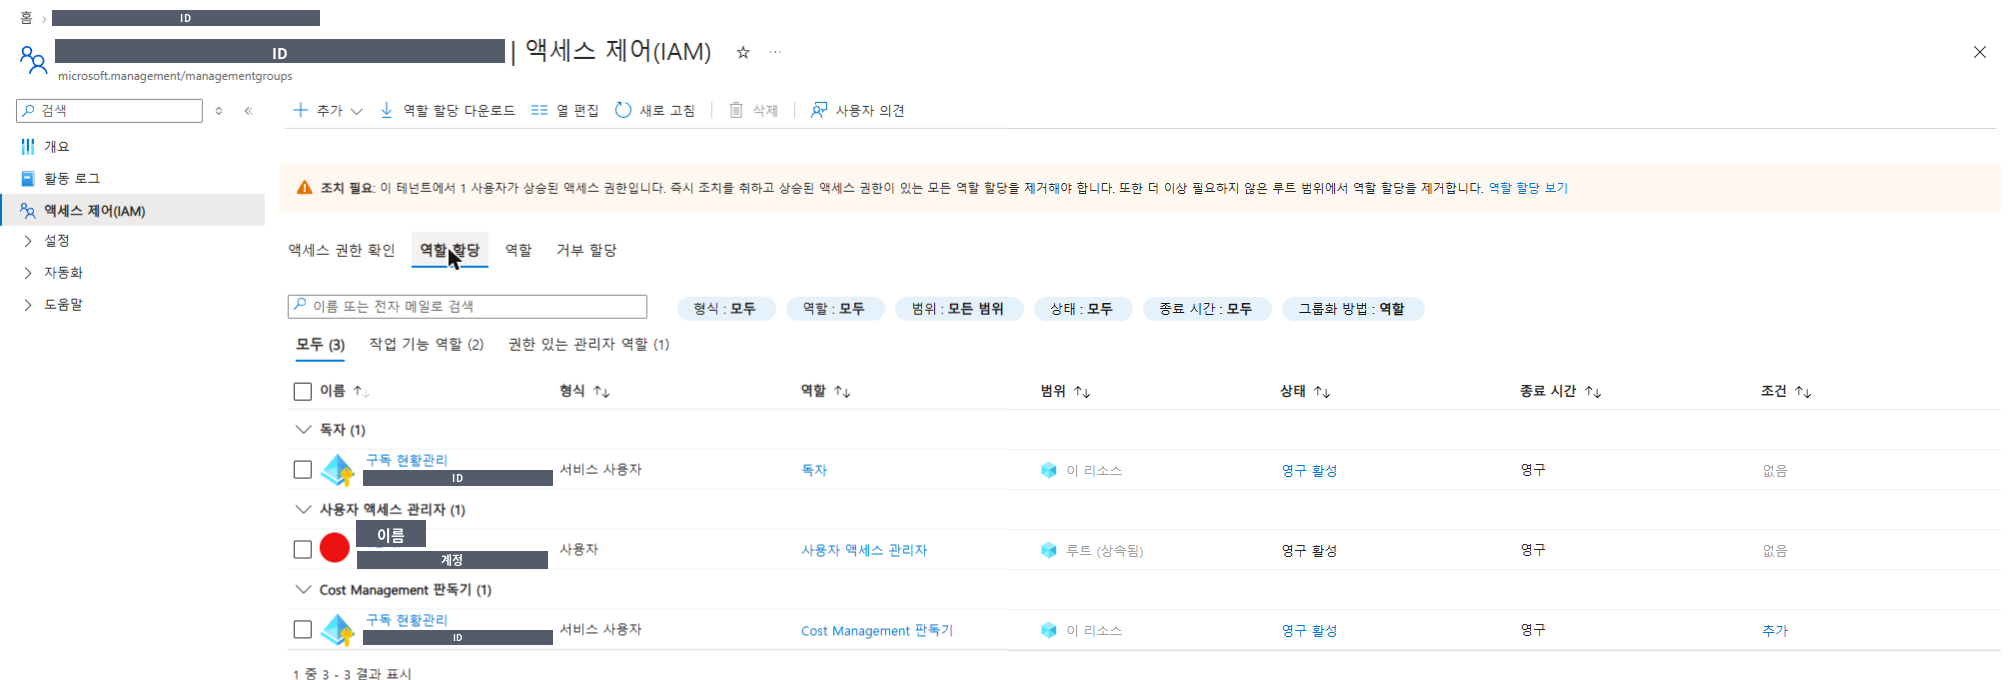 홈 > ID
ID | 액세스 제어(IAM) ☆ ···
microsoft.management/managementgroups
검색
추가 역할 할당 다운로드 열 편집 새로 고침 | 삭제 | 사용자 의견
개요
활동 로그
액세스 제어(IAM)
설정
자동화
도움말
조치 필요: 이 테넌트에서 1 사용자가 상승된 액세스 권한입니다. 즉시 조치를 취하고 상승된 액세스 권한이 있는 모든 역할 할당을 제거해야 합니다. 또한 더 이상 필요하지 않은 루트 범위에서 역할 할당을 제거합니다. 역할 할당 보기
액세스 권한 확인 역할 할당 역할 거부 할당
이름 또는 전자 메일로 검색 형식 : 모두 역할 : 모두 범위 : 모든 범위 상태 : 모두 종료 시간 : 모두 그룹화 방법 : 역할
모두 (3) 작업 기능 역할 (2) 권한 있는 관리자 역할 (1)
이름 ↑↓ 형식 ↑↓ 역할 ↑↓ 범위 ↑↓ 상태 ↑↓ 종료 시간 ↑↓ 조건 ↑↓
독자 (1)
구독 현황관리
ID
서비스 사용자 독자 이 리소스 영구 활성 영구 없음
사용자 액세스 관리자 (1)
이름
계정
사용자 사용자 액세스 관리자 루트 (상속됨) 영구 활성 영구 없음
Cost Management 판독기 (1)
구독 현황관리
ID
서비스 사용자 Cost Management 판독기 이 리소스 영구 활성 영구 추가
1 중 3 - 3 결과 표시